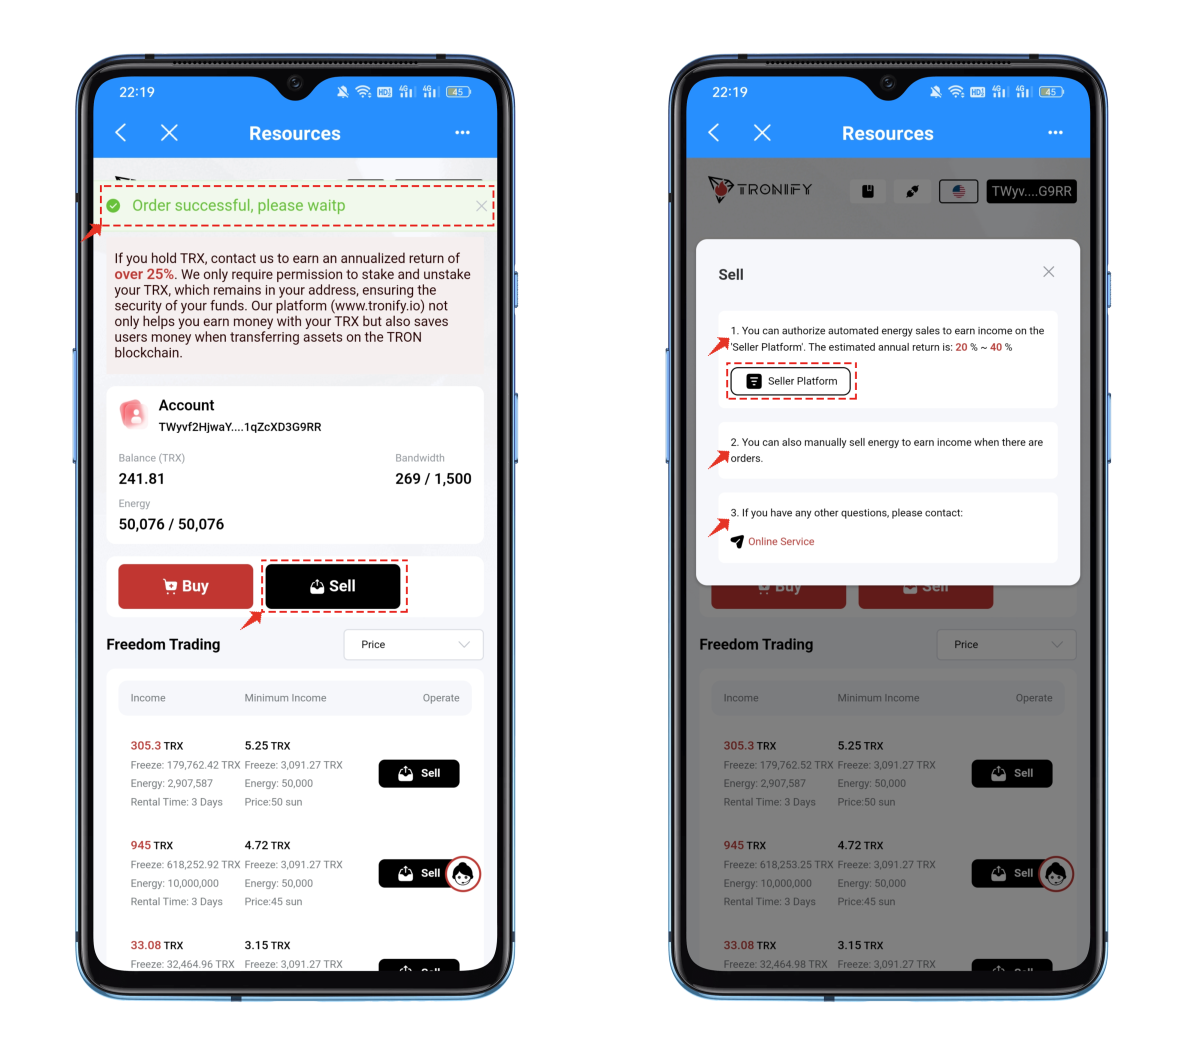 22:19
HD
4G
4G
45
Resources
Order successful, please waitp
If you hold TRX, contact us to earn an annualized return of
over 25%. We only require permission to stake and unstake
your TRX, which remains in your address, ensuring the
security of your funds. Our platform (www.tronify.io) not
only helps you earn money with your TRX but also saves
users money when transferring assets on the TRON
blockchain.
Account
TWyvf2HjwaY....1qZcXD3G9RR
Balance (TRX)
Bandwidth
241.81
269 / 1,500
Energy
50,076 / 50,076
Buy
Sell
Freedom Trading
Price
Income
Minimum Income
Operate
305.3 TRX
5.25 TRX
Freeze: 179,762.42 TRX
Freeze: 3,091.27 TRX
Sell
Energy: 2,907,587
Energy: 50,000
Rental Time: 3 Days
Price:50 sun
945 TRX
4.72 TRX
Freeze: 618,252.92 TRX
Freeze: 3,091.27 TRX
Sell
Energy: 10,000,000
Energy: 50,000
Rental Time: 3 Days
Price:45 sun
33.08 TRX
3.15 TRX
Freeze: 32,464.96 TRX
Freeze: 3,091.27 TRX
Sell
22:19
HD
4G
4G
45
Resources
TRONIFY
TWyv....G9RR
Sell
1. You can authorize automated energy sales to earn income on the
'Seller Platform'. The estimated annual return is: 20 % ~ 40 %
Seller Platform
2. You can also manually sell energy to earn income when there are
orders.
3. If you have any other questions, please contact:
Online Service
Buy
Sell
Freedom Trading
Price
Income
Minimum Income
Operate
305.3 TRX
5.25 TRX
Freeze: 179,762.52 TRX
Freeze: 3,091.27 TRX
Sell
Energy: 2,907,587
Energy: 50,000
Rental Time: 3 Days
Price:50 sun
945 TRX
4.72 TRX
Freeze: 618,253.25 TRX
Freeze: 3,091.27 TRX
Sell
Energy: 10,000,000
Energy: 50,000
Rental Time: 3 Days
Price:45 sun
33.08 TRX
3.15 TRX
Freeze: 32,464.98 TRX
Freeze: 3,091.27 TRX
Sell